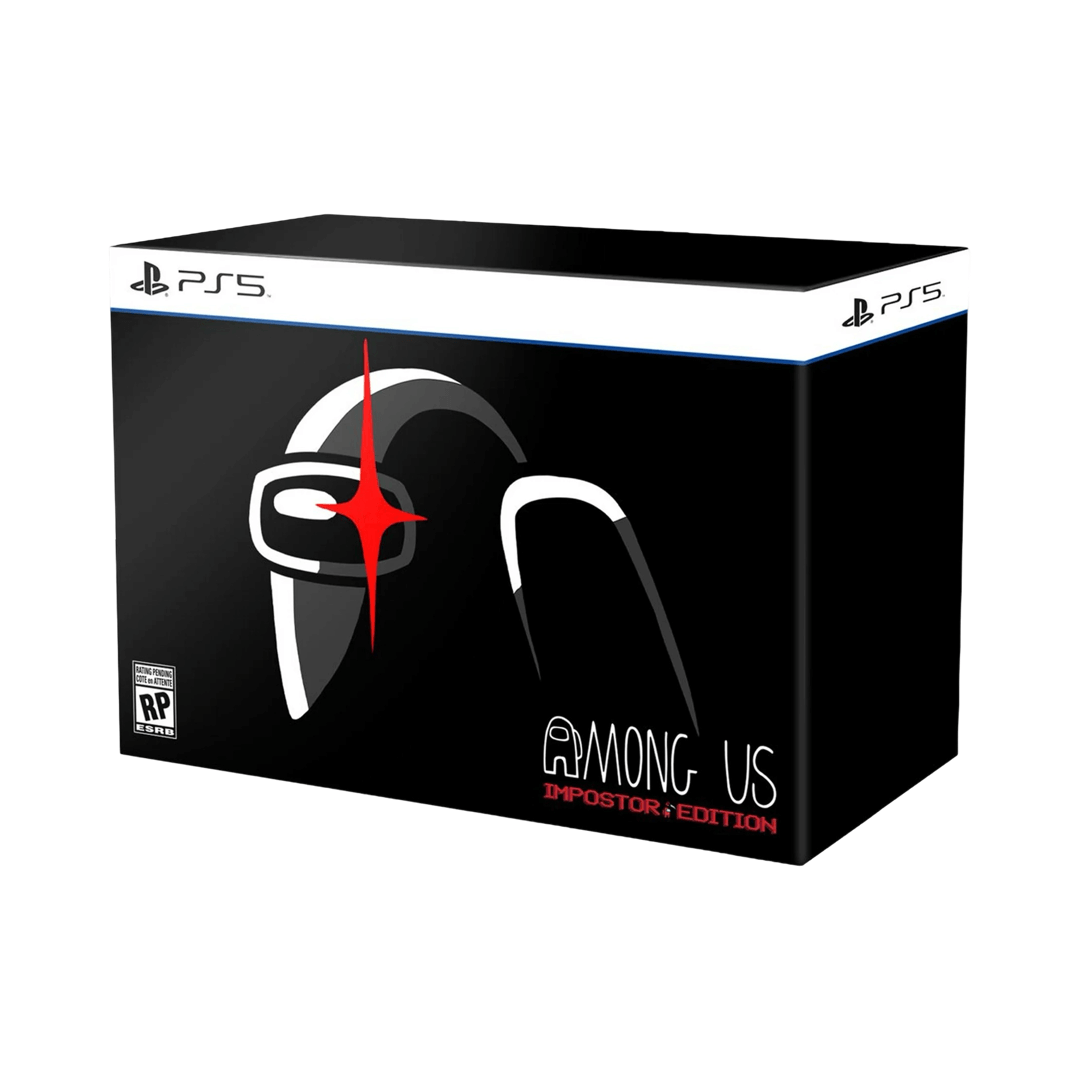 PS5
PS5
RATING PENDING
COTE en ATTENTE
RP
ESRB
AMONG US
IMPOSTOR EDITION